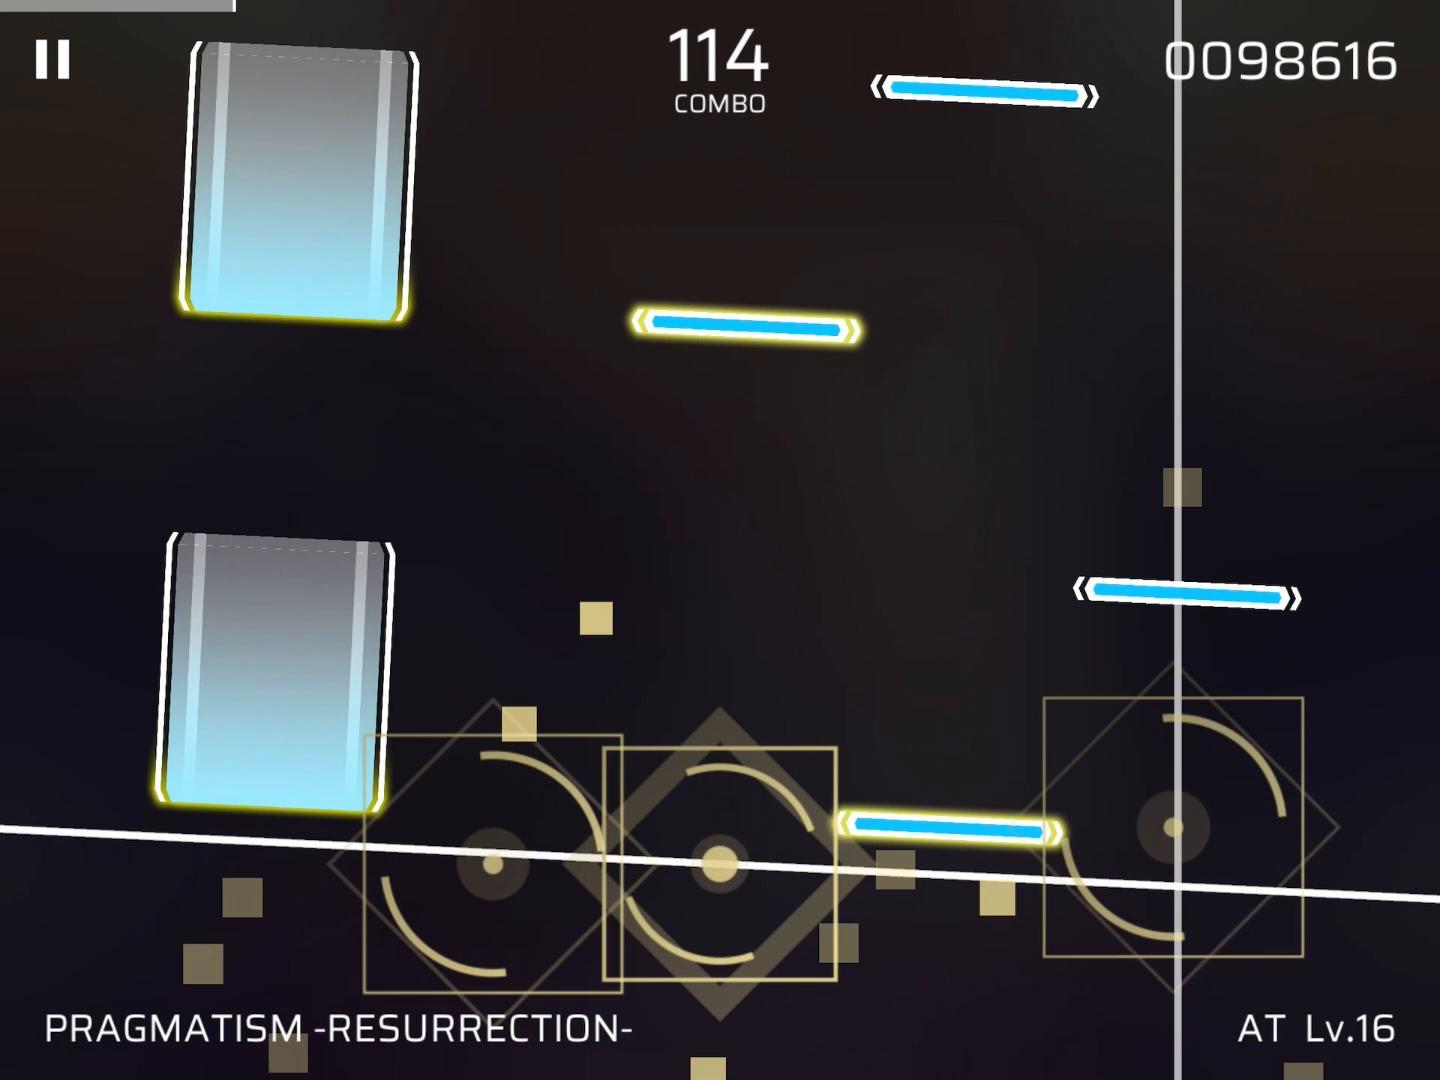 114
COMBO
0098616
PRAGMATISM -RESURRECTION-
AT Lv.16